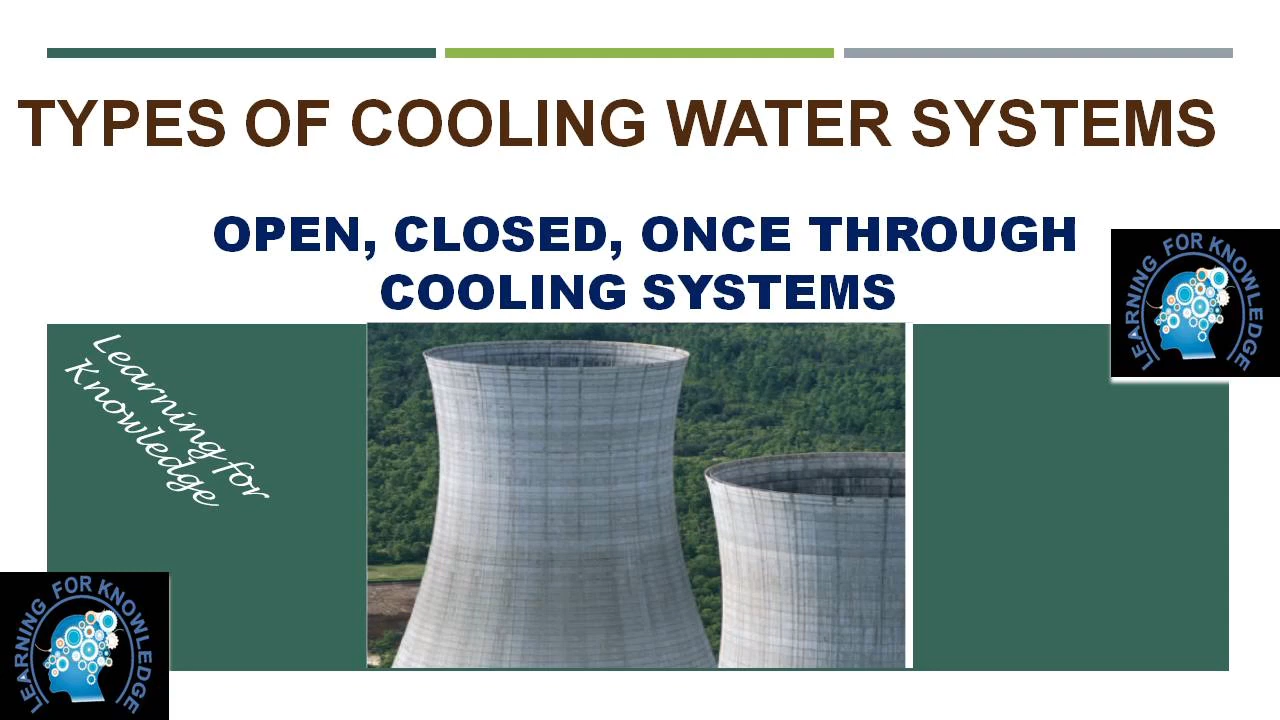 TYPES OF COOLING WATER SYSTEMS
OPEN, CLOSED, ONCE THROUGH
COOLING SYSTEMS
LEARNING FOR KNOWLEDGE
Learning for
Knowledge
LEARNING FOR KNOWLEDGE